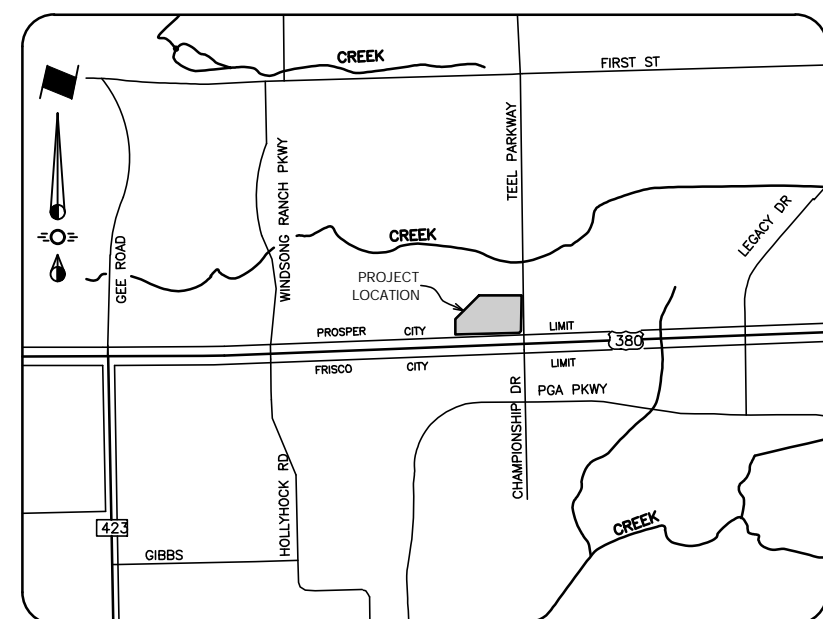 CREEK
FIRST ST
TEEL PARKWAY
WINDSONG RANCH PKWY
GEE ROAD
CREEK
LEGACY DR
PROJECT
LOCATION
PROSPER CITY LIMIT
380
FRISCO CITY LIMIT
PGA PKWY
CHAMPIONSHIP DR
HOLLYHOCK RD
423
GIBBS
CREEK